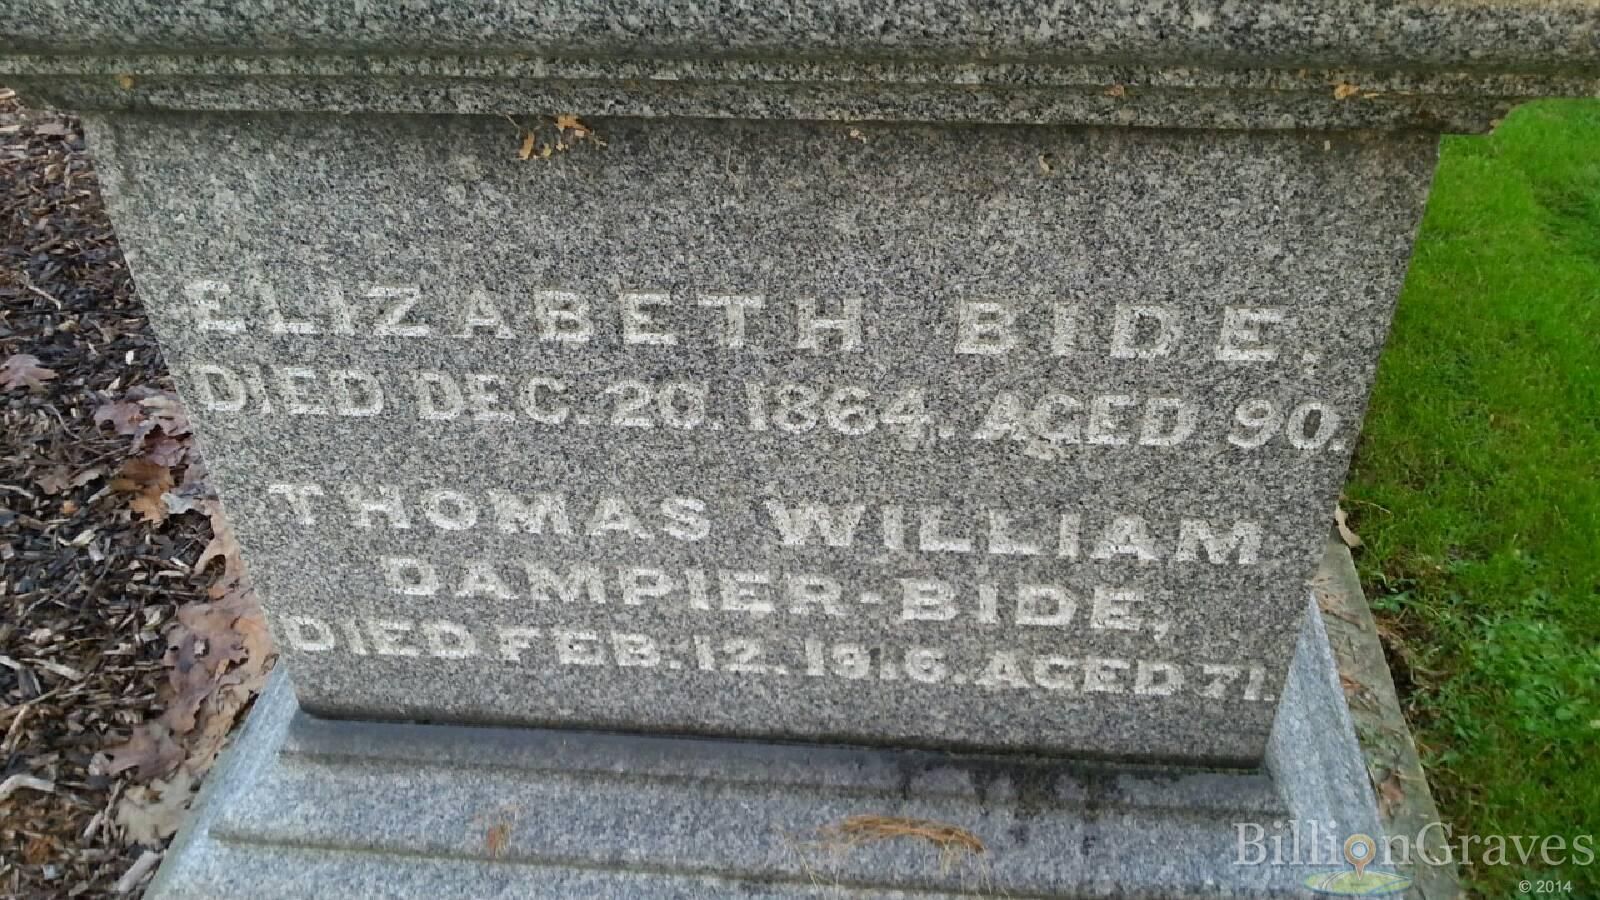 ELIZABETH BIDE.
DIED DEC. 20. 1864. AGED 90.
THOMAS WILLIAM
DAMPIER-BIDE,
DIED FEB. 12. 1916. AGED 71.
BillionGraves
© 2014